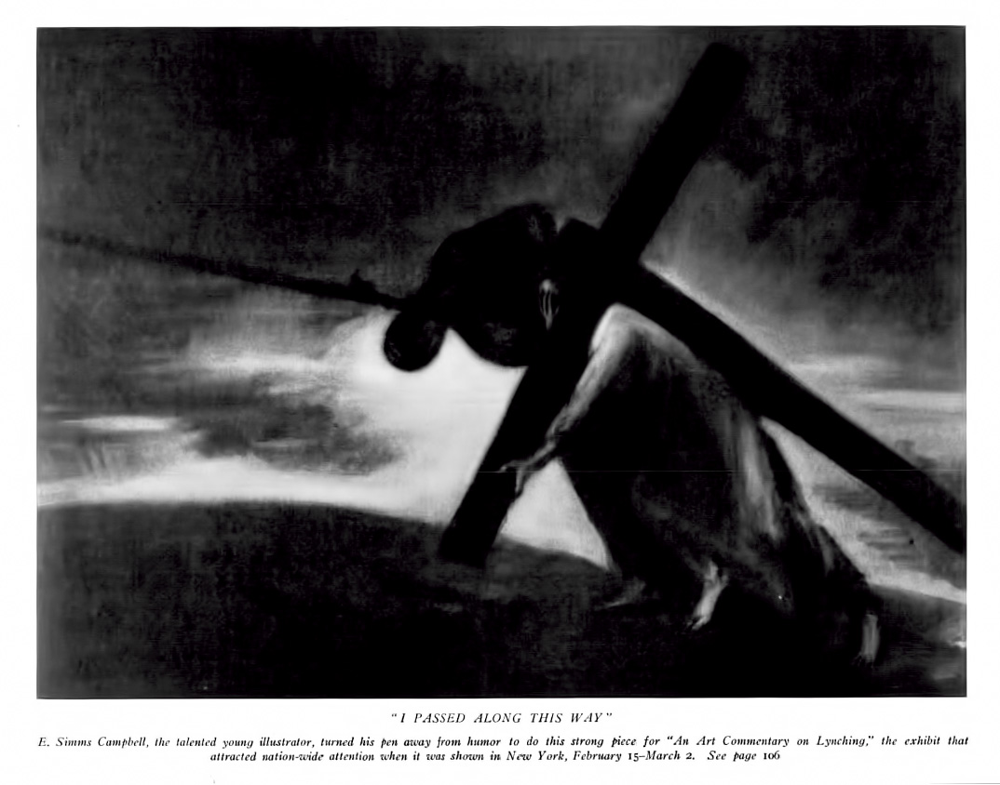 "I PASSED ALONG THIS WAY"
E. Simms Campbell, the talented young illustrator, turned his pen away from humor to do this strong piece for "An Art Commentary on Lynching," the exhibit that
attracted nation-wide attention when it was shown in New York, February 15–March 2. See page 106